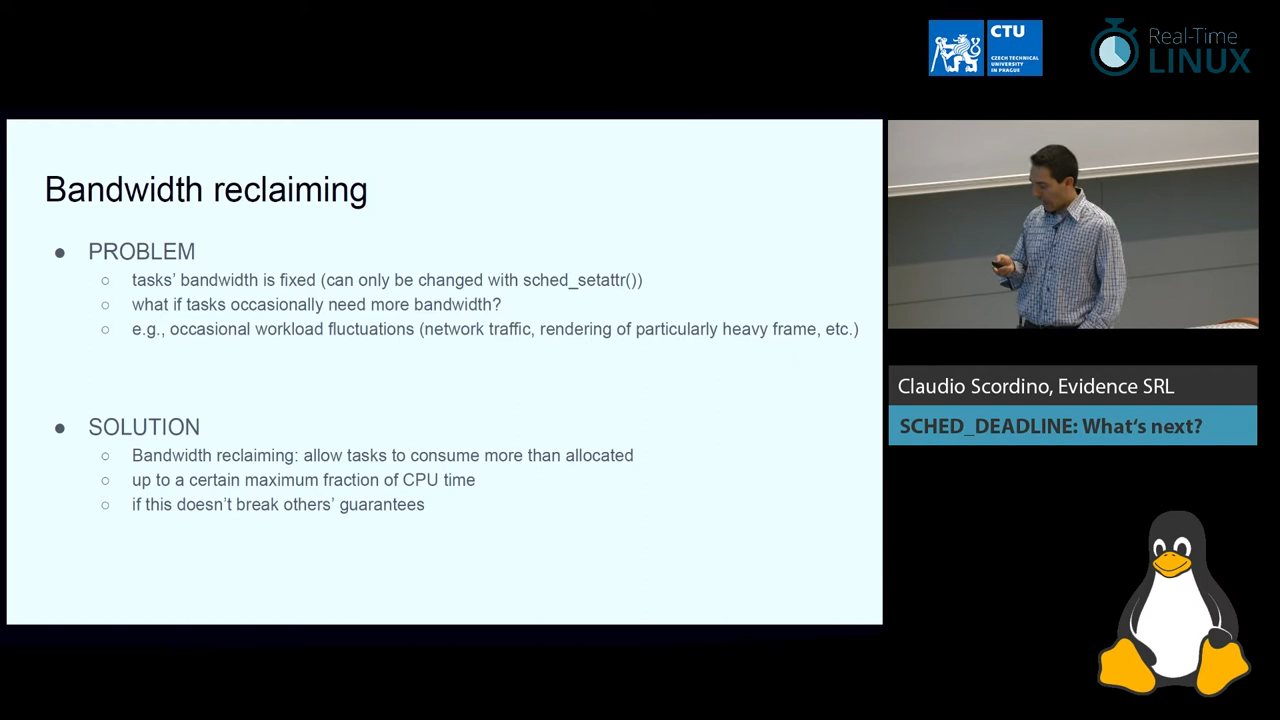 CTU
CZECH TECHNICAL
UNIVERSITY
IN PRAGUE
Real-Time
LINUX
Bandwidth reclaiming
● PROBLEM
○ tasks’ bandwidth is fixed (can only be changed with sched_setattr())
○ what if tasks occasionally need more bandwidth?
○ e.g., occasional workload fluctuations (network traffic, rendering of particularly heavy frame, etc.)
● SOLUTION
○ Bandwidth reclaiming: allow tasks to consume more than allocated
○ up to a certain maximum fraction of CPU time
○ if this doesn’t break others’ guarantees
Claudio Scordino, Evidence SRL
SCHED_DEADLINE: What‘s next?